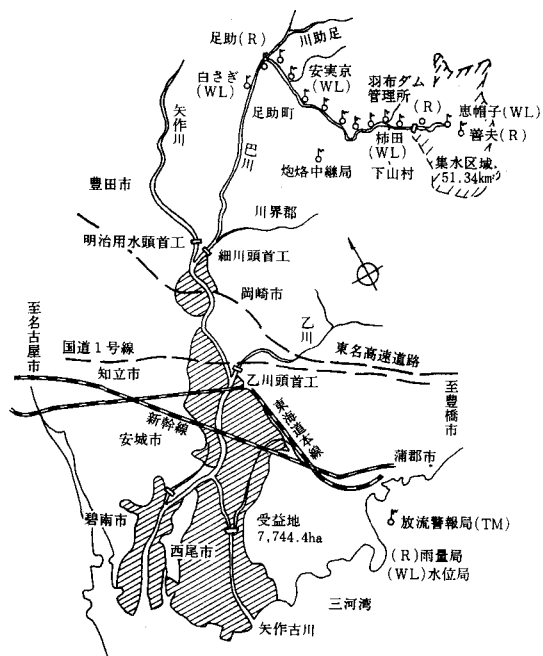 足助(R)
川助足
白さぎ
(WL)
安実京
(WL)
羽布ダム
管理所
(R)
恵帽子(WL)
善夫(R)
足助町
矢作川
巴川
柿田
(WL)
下山村
集水区域
51.34km²
炮烙中継局
豊田市
川界郡
明治用水頭首工
細川頭首工
岡崎市
乙川
至名古屋市
国道1号線
東名高速道路
知立市
乙川頭首工
至豊橋市
新幹線
東海道本線
安城市
蒲郡市
碧南市
受益地
7,744.4ha
放流警報局(TM)
西尾市
(R)雨量局
(WL)水位局
三河湾
矢作古川